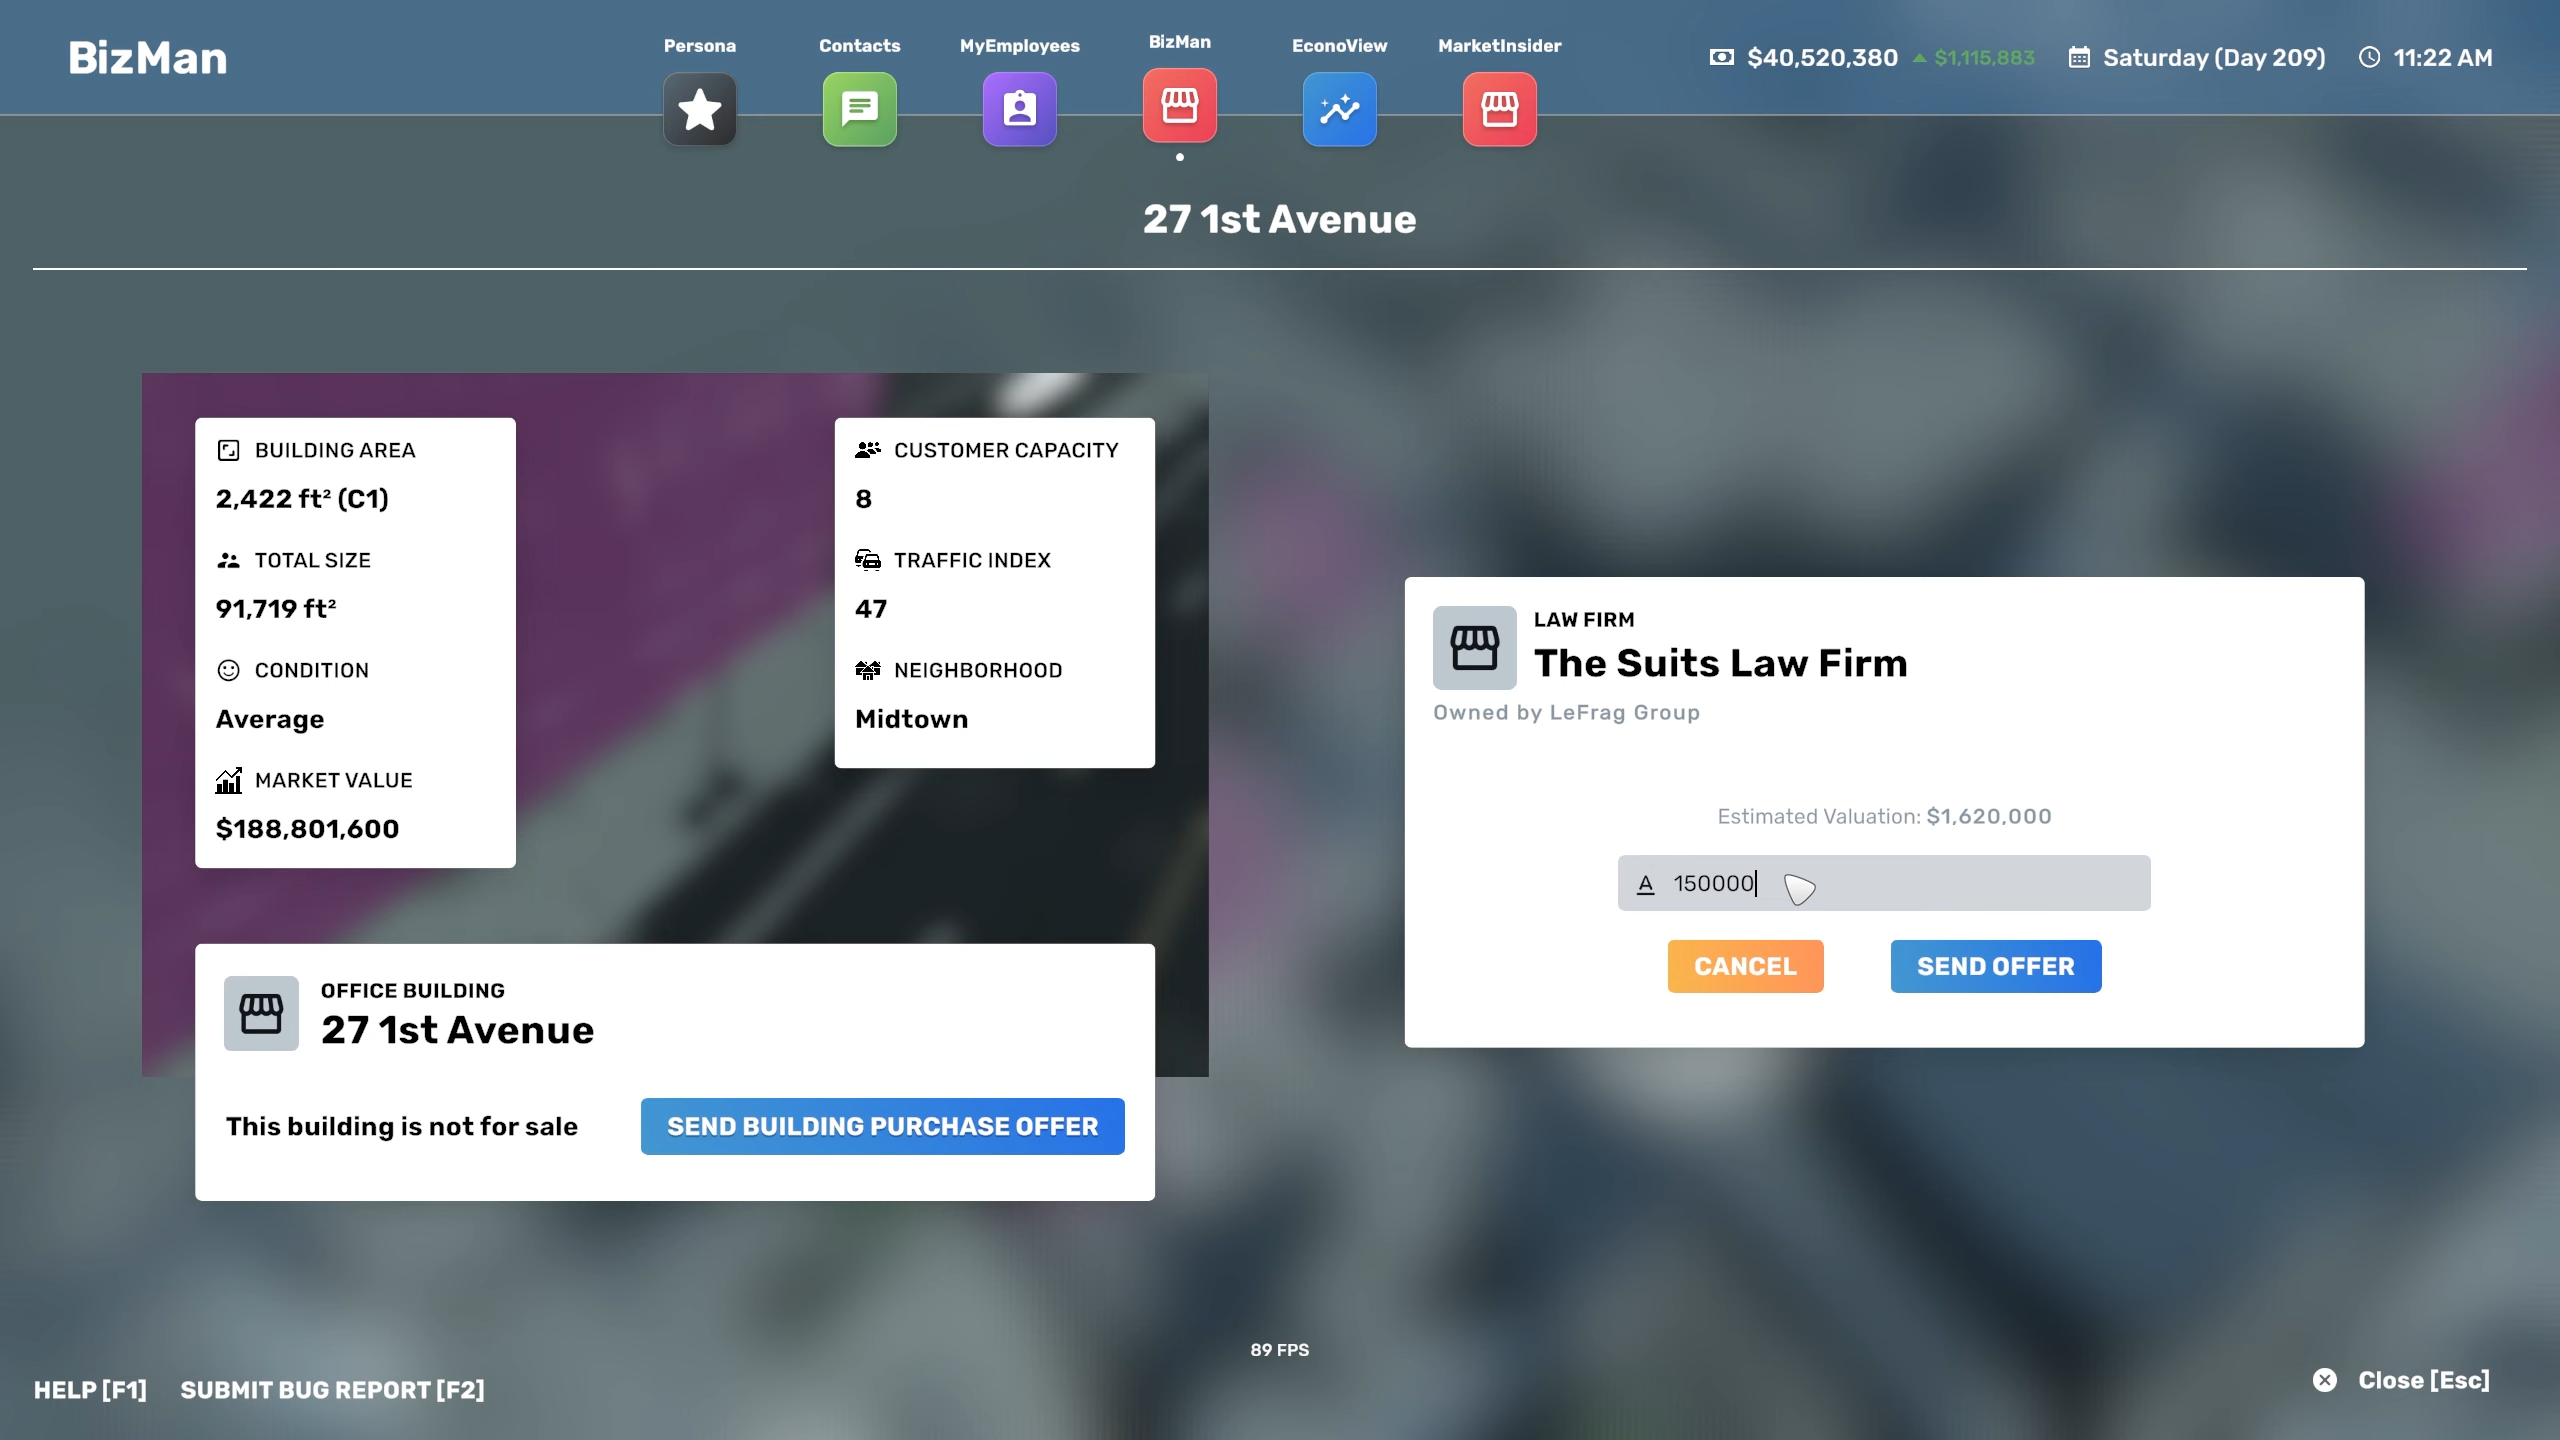 BizMan
Persona
Contacts
MyEmployees
BizMan
EconoView
MarketInsider
$40,520,380
$1,115,883
Saturday (Day 209)
11:22 AM
27 1st Avenue
BUILDING AREA
2,422 ft² (C1)
TOTAL SIZE
91,719 ft²
CONDITION
Average
MARKET VALUE
$188,801,600
CUSTOMER CAPACITY
8
TRAFFIC INDEX
47
NEIGHBORHOOD
Midtown
OFFICE BUILDING
27 1st Avenue
This building is not for sale
SEND BUILDING PURCHASE OFFER
LAW FIRM
The Suits Law Firm
Owned by LeFrag Group
Estimated Valuation: $1,620,000
A 150000
CANCEL
SEND OFFER
89 FPS
HELP [F1]
SUBMIT BUG REPORT [F2]
Close [Esc]